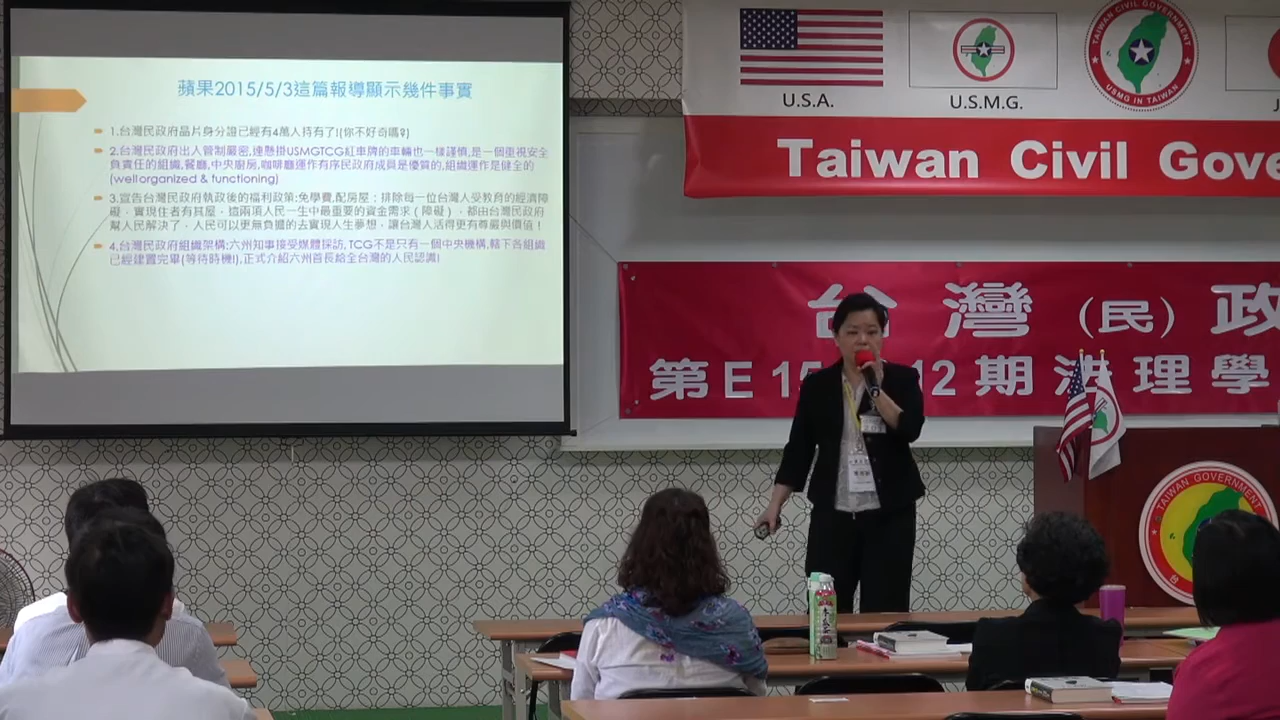 蘋果2015/5/3這篇報導顯示幾件事實
1.台灣民政府晶片身分證已經有4萬人持有了!(你不好奇嗎?)
2.台灣民政府出入管制嚴密,連懸掛USMGTCG紅車牌的車輛也一樣謹慎,是一個重視安全
負責任的組織,餐廳,中央廚房,咖啡廳運作有序民政府成員是優質的,組織運作是健全的
(well organized & functioning)
3.宣告台灣民政府執政後的福利政策:免學費,配房屋；排除每一位台灣人受教育的經濟障
礙，實現住者有其屋，這兩項人民一生中最重要的資金需求（障礙），都由台灣民政府
幫人民解決了，人民可以更無負擔的去實現人生夢想，讓台灣人活得更有尊嚴與價值！
4.台灣民政府組織架構:六州知事接受媒體採訪, TCG不是只有一個中央機構,轄下各組織
已經建置完畢(等待時機!),正式介紹六州首長給全台灣的人民認識!
U.S.A.
U.S.M.G.
TAIWAN CIVIL GOVERNMENT
USMG IN TAIWAN
J
Taiwan Civil Gove
台灣(民)政
第E15 12期法理學
TAIWAN GOVERNMENT
台